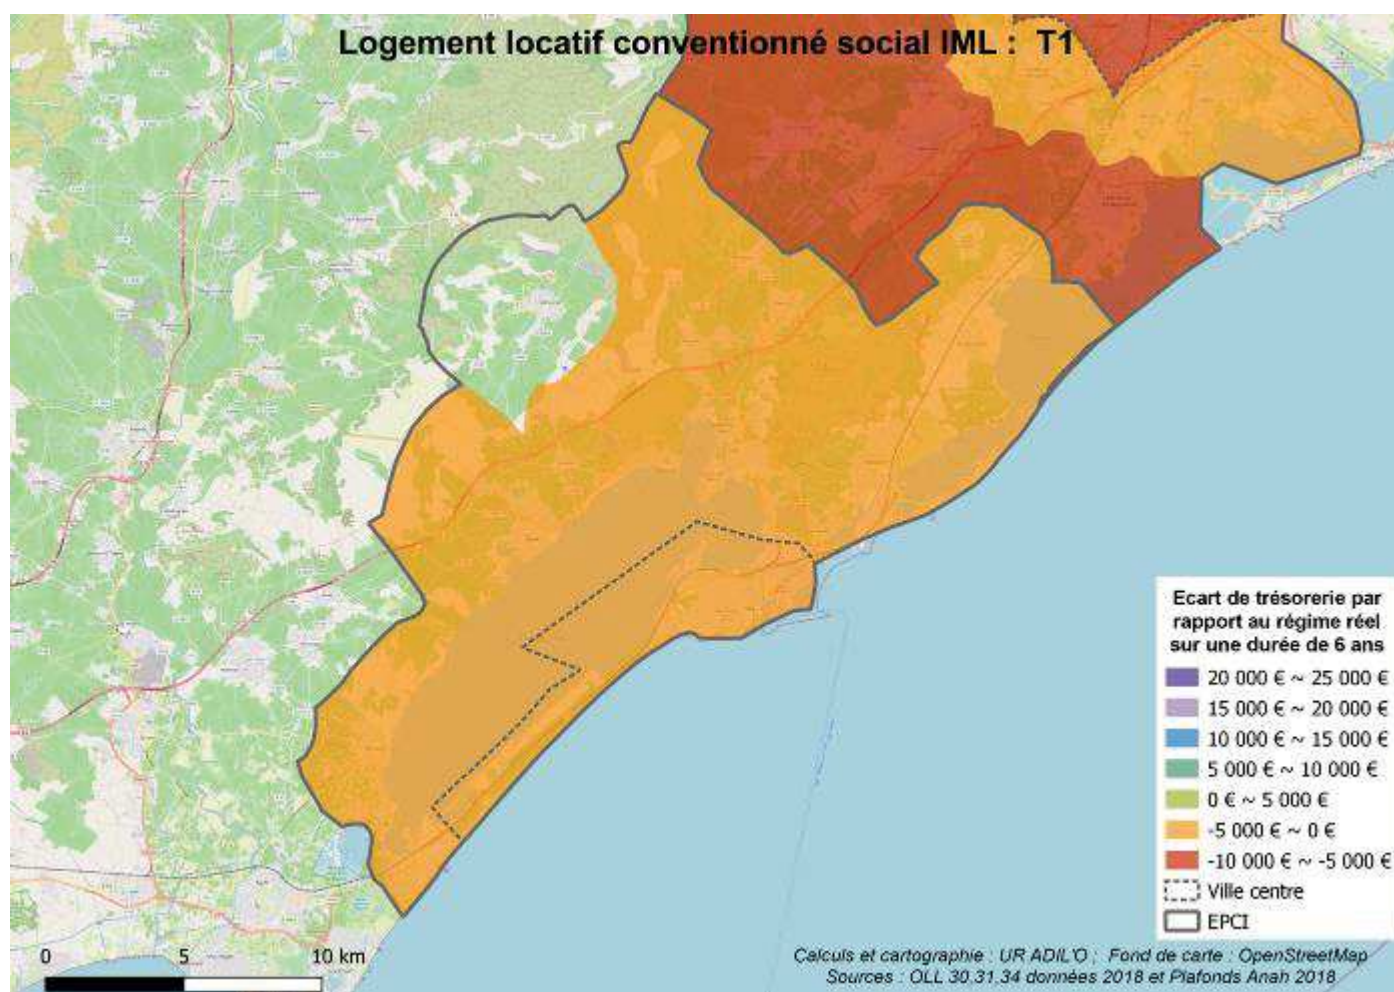 Logement locatif conventionné social IML : T1
Ecart de trésorerie par
rapport au régime réel
sur une durée de 6 ans
20 000 € ~ 25 000 €
15 000 € ~ 20 000 €
10 000 € ~ 15 000 €
5 000 € ~ 10 000 €
0 € ~ 5 000 €
-5 000 € ~ 0 €
-10 000 € ~ -5 000 €
Ville centre
EPCI
0 5 10 km
Calculs et cartographie : UR ADIL'O ; Fond de carte : OpenStreetMap
Sources : OLL 30,31,34 données 2018 et Plafonds Anah 2018